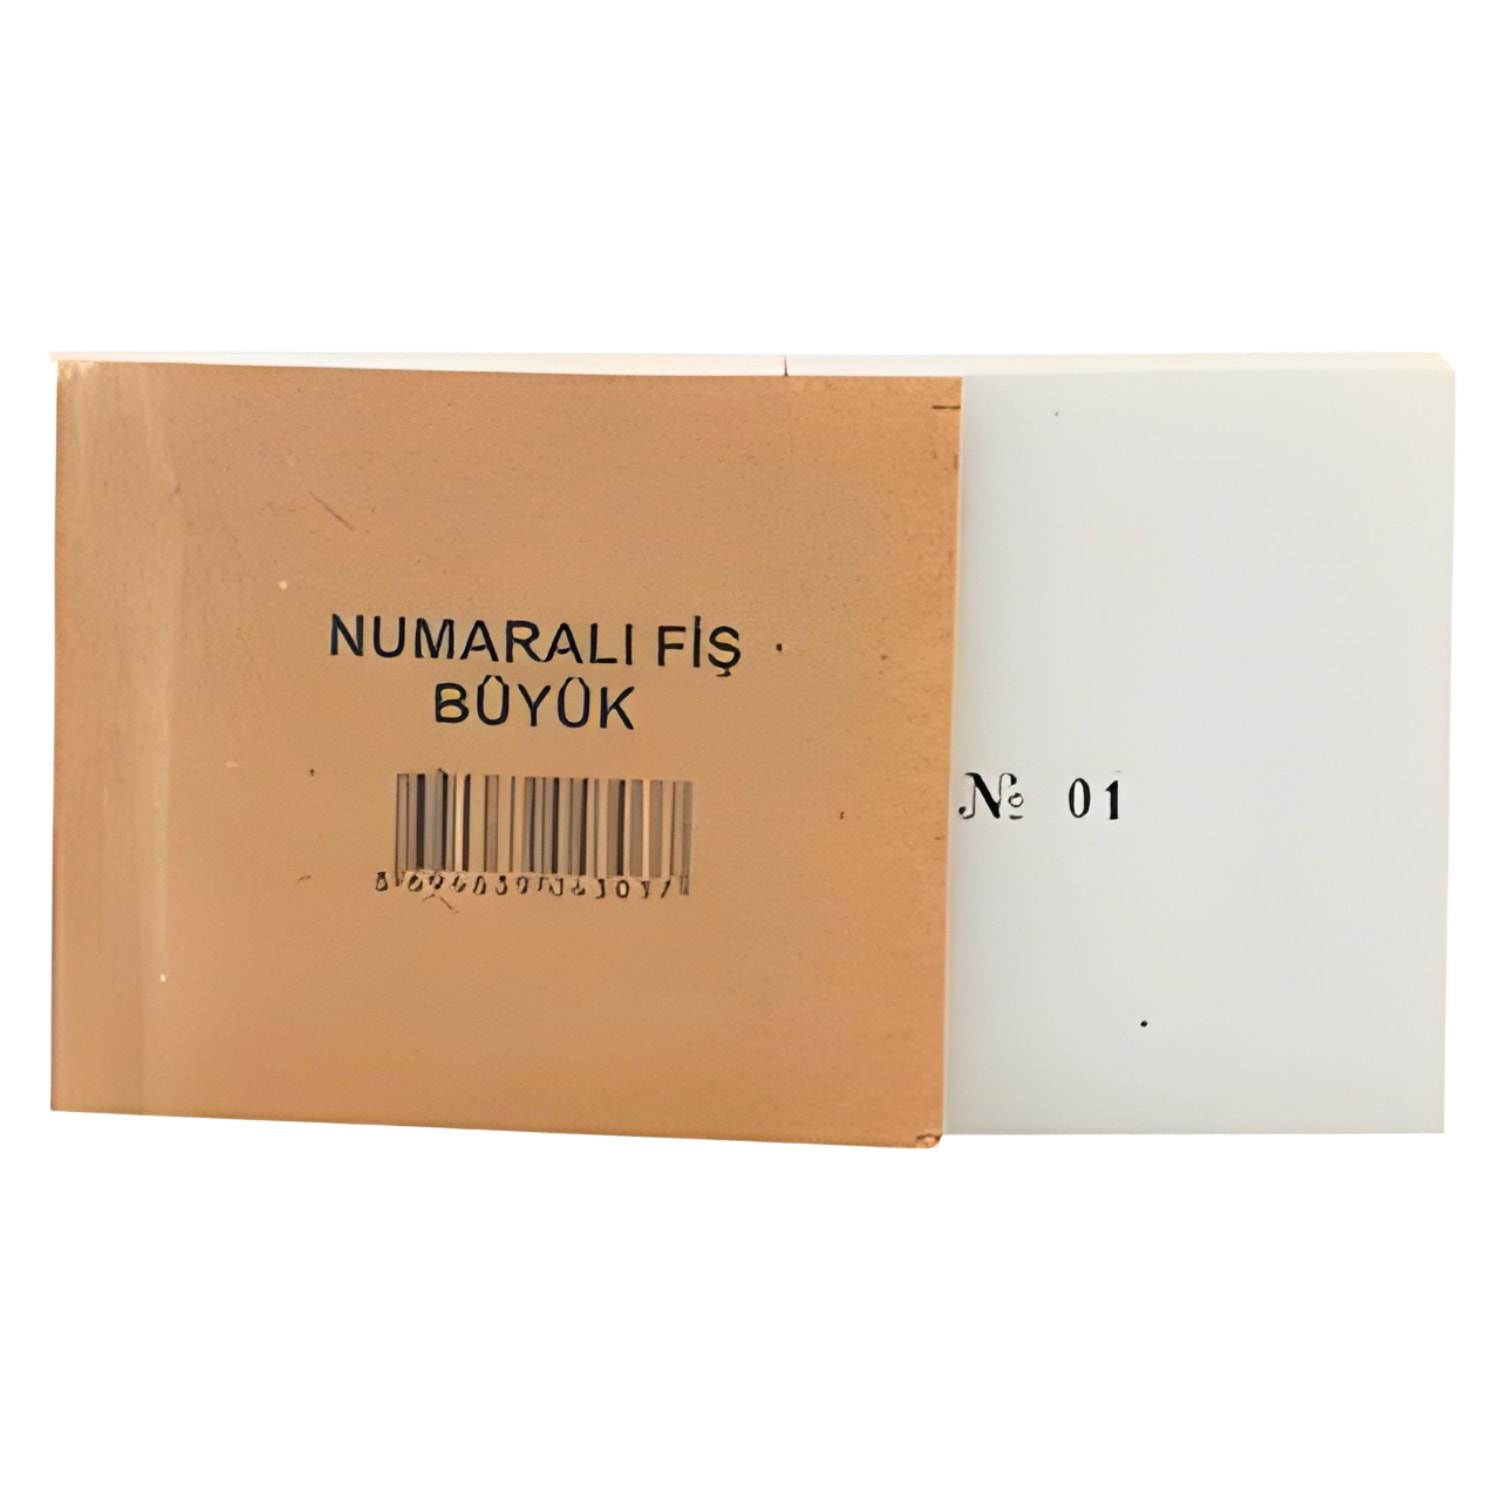 NUMARALI FİŞ
BÜYÜK
№ 01